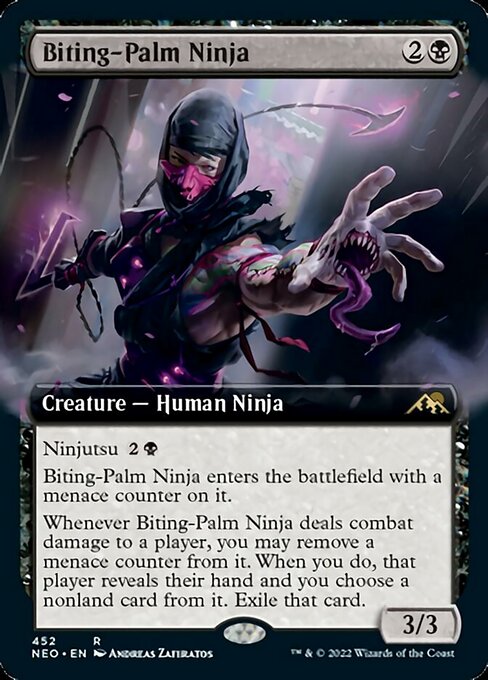 Biting-Palm Ninja 2
Creature — Human Ninja
Ninjutsu 2
Biting-Palm Ninja enters the battlefield with a
menace counter on it.
Whenever Biting-Palm Ninja deals combat
damage to a player, you may remove a
menace counter from it. When you do, that
player reveals their hand and you choose a
nonland card from it. Exile that card.
3/3
452 R
NEO • EN Andreas Zafiratos
™ & © 2022 Wizards of the Coast